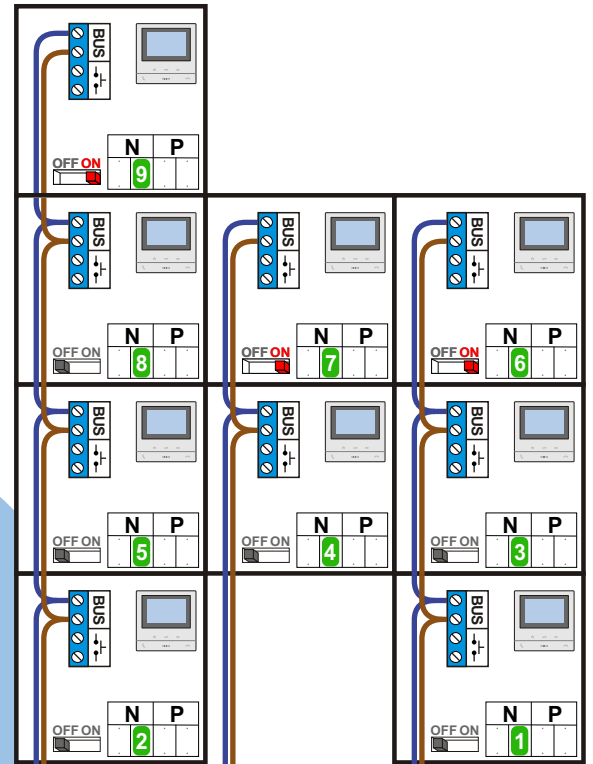 BUS
N P
OFF ON
9
BUS BUS BUS
N P N P N P
OFF ON OFF ON OFF ON
8 7 6
BUS BUS BUS
N P N P N P
OFF ON OFF ON OFF ON
5 4 3
BUS BUS
N P N P
OFF ON OFF ON
2 1